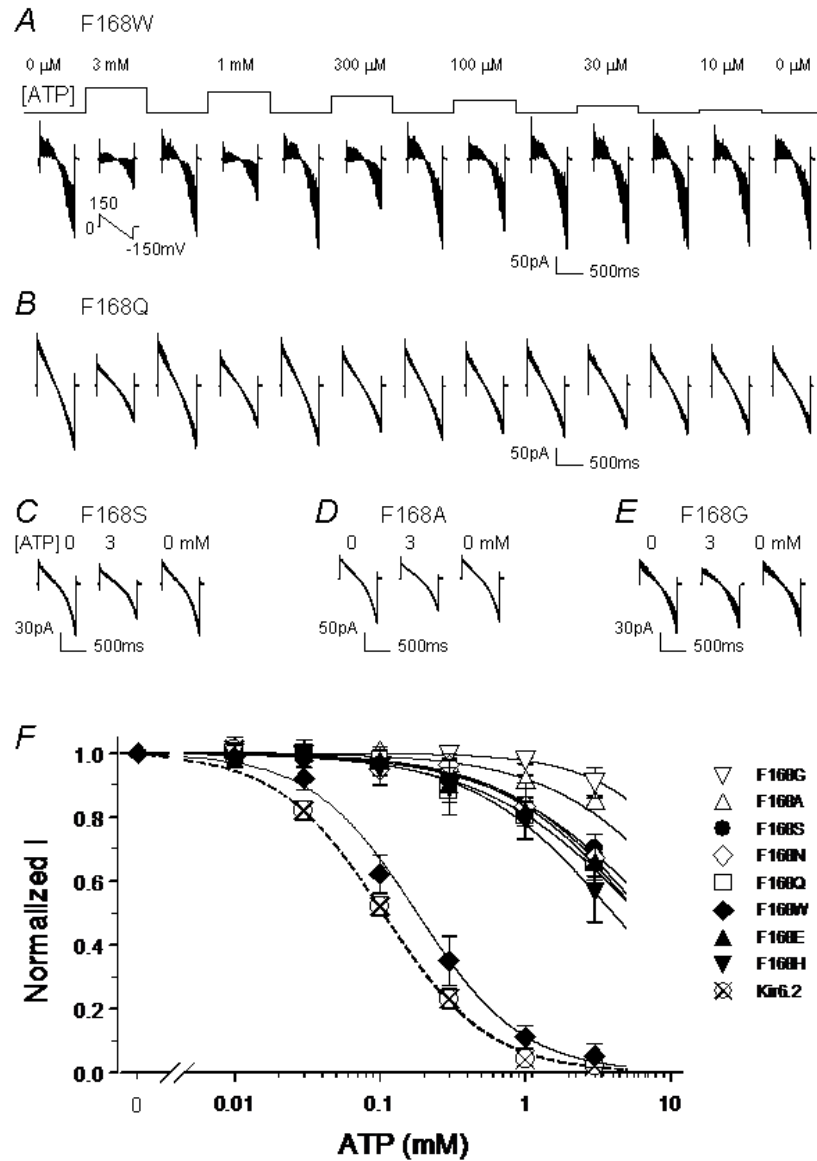 A F168W
0 µM 3 mM 1 mM 300 µM 100 µM 30 µM 10 µM 0 µM
[ATP]
150
0
-150mV
50pA 500ms
B F168Q
50pA 500ms
C F168S
[ATP] 0 3 0 mM
30pA 500ms
D F168A
0 3 0 mM
50pA 500ms
E F168G
0 3 0 mM
30pA 500ms
F
Normalized I
1.0
0.8
0.6
0.4
0.2
0.0
0 0.01 0.1 1 10
ATP (mM)
F168G
F168A
F168S
F168N
F168Q
F168W
F168E
F168H
Kir6.2